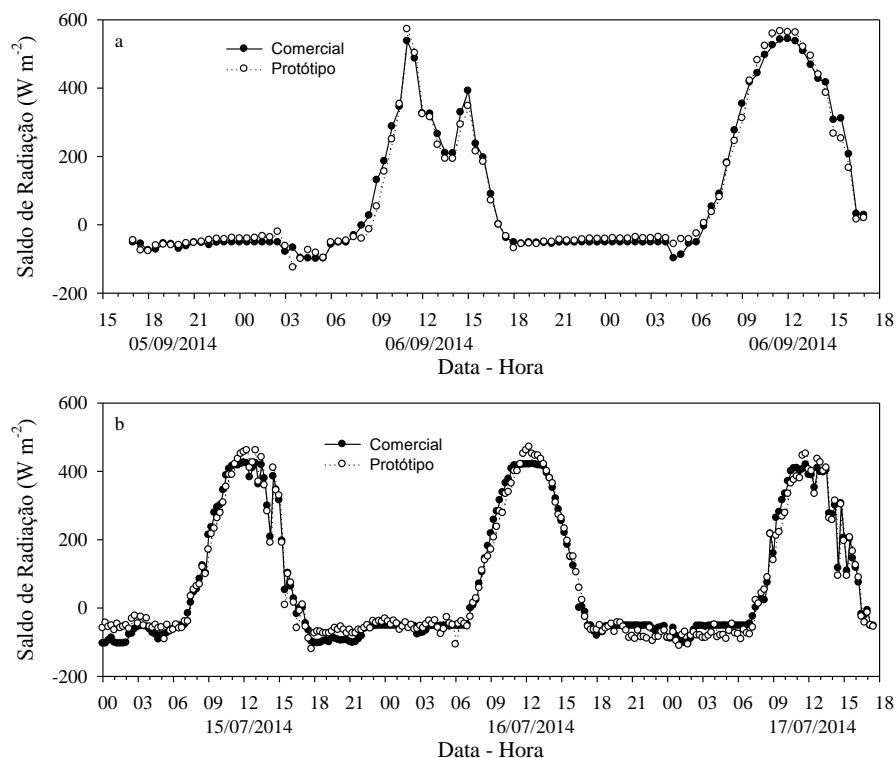 a
Comercial
Protótipo
Saldo de Radiação (W m-2)
600
400
200
0
-200
15 18 21 00 03 06 09 12 15 18 21 00 03 06 09 12 15 18
05/09/2014 06/09/2014 06/09/2014
Data - Hora
b
Comercial
Protótipo
Saldo de Radiação (W m-2)
600
400
200
0
-200
00 03 06 09 12 15 18 21 00 03 06 09 12 15 18 21 00 03 06 09 12 15 18
15/07/2014 16/07/2014 17/07/2014
Data - Hora